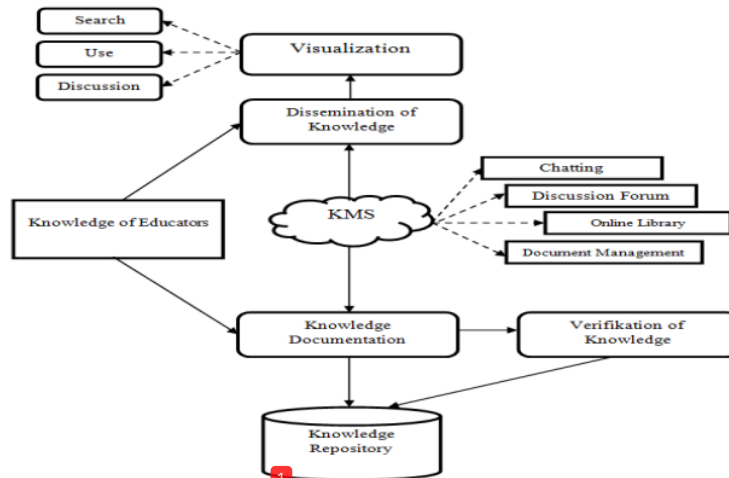 Search
Use
Discussion
Visualization
Dissemination of
Knowledge
Knowledge of Educators
KMS
Chatting
Discussion Forum
Online Library
Document Management
Knowledge
Documentation
Verifikation of
Knowledge
Knowledge
Repository
1